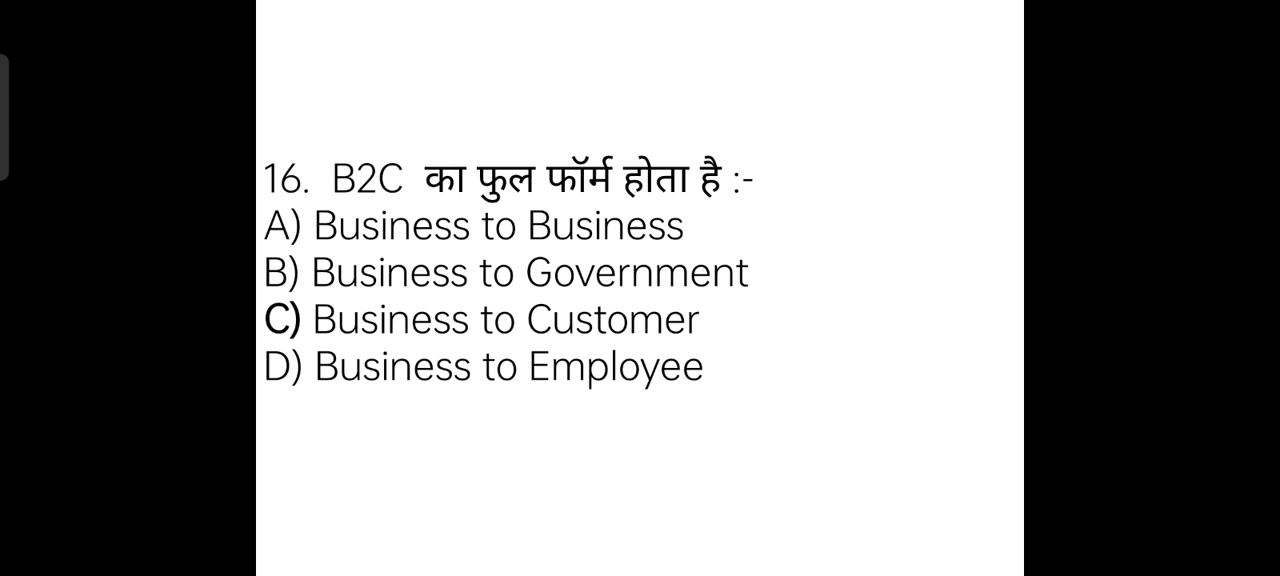 16. B2C का फुल फॉर्म होता है :-
A) Business to Business
B) Business to Government
C) Business to Customer
D) Business to Employee